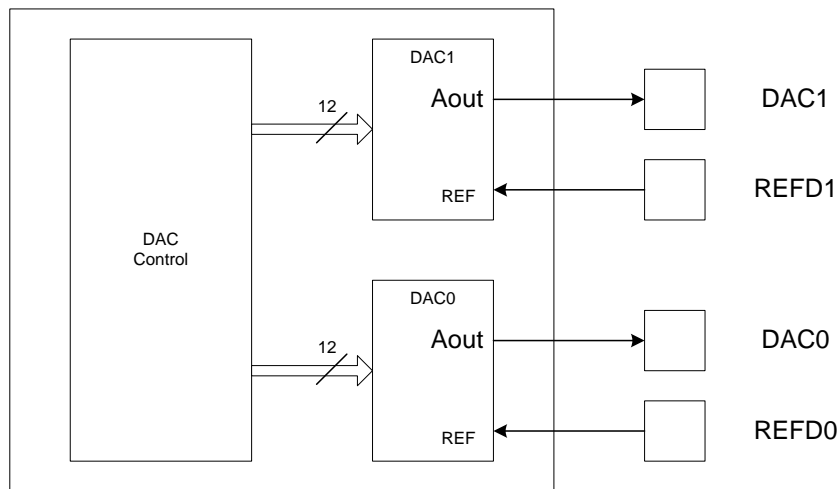 DAC1
12
Aout
DAC1
REF
REFD1
DAC
Control
DAC0
12
Aout
DAC0
REF
REFD0